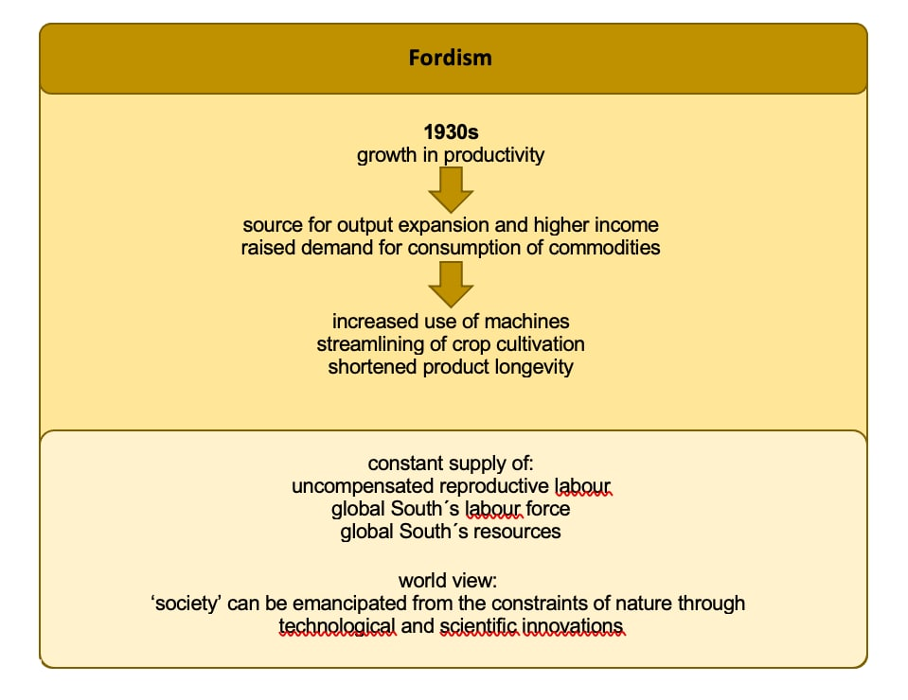 Fordism
1930s
growth in productivity
source for output expansion and higher income
raised demand for consumption of commodities
increased use of machines
streamlining of crop cultivation
shortened product longevity
constant supply of:
uncompensated reproductive labour
global South´s labour force
global South´s resources
world view:
‘society’ can be emancipated from the constraints of nature through
technological and scientific innovations